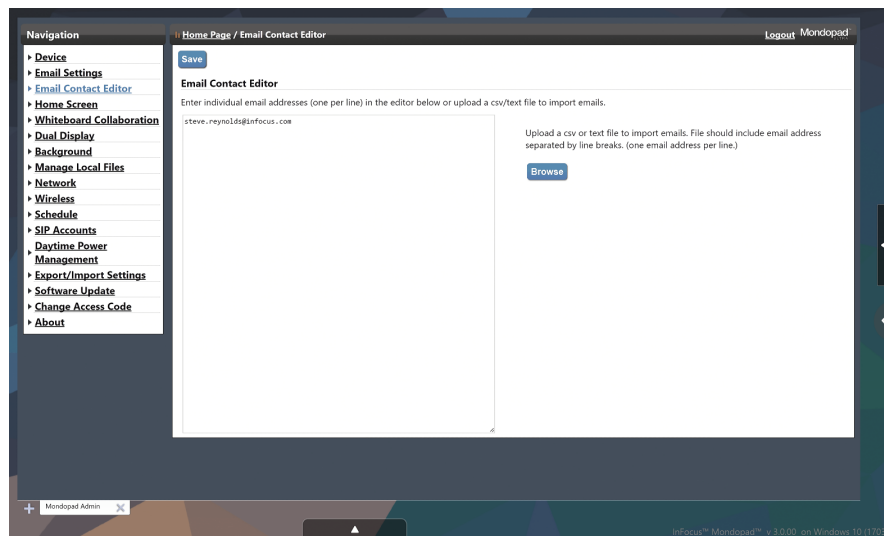 Navigation
Device
Email Settings
Email Contact Editor
Home Screen
Whiteboard Collaboration
Dual Display
Background
Manage Local Files
Network
Wireless
Schedule
SIP Accounts
Daytime Power
Management
Export/Import Settings
Software Update
Change Access Code
About
Home Page / Email Contact Editor
Logout Mondopad
Save
Email Contact Editor
Enter individual email addresses (one per line) in the editor below or upload a csv/text file to import emails.
steve.reynolds@infocus.com
Upload a csv or text file to import emails. File should include email address
separated by line breaks. (one email address per line.)
Browse
Mondopad Admin
InFocus™ Mondopad™ v 3.0.00 on Windows 10 (170